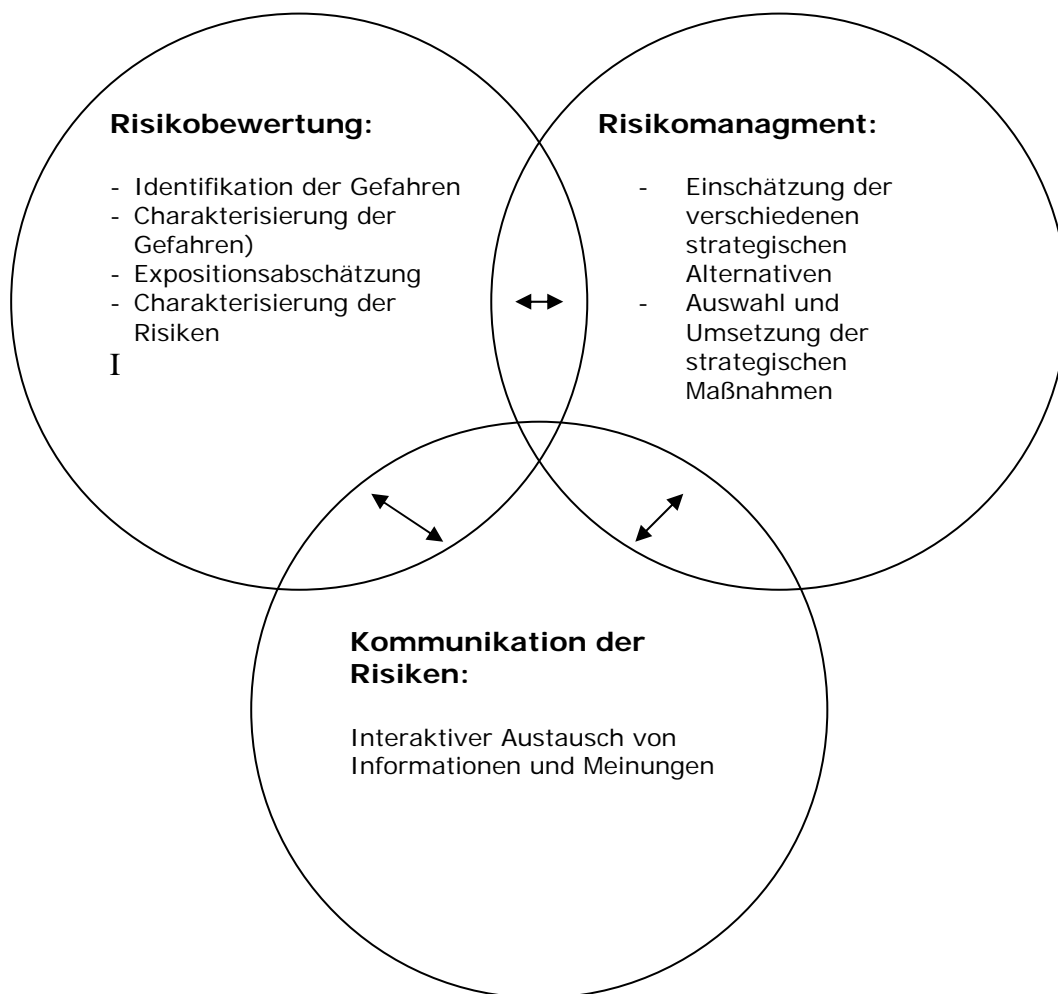 Risikobewertung:
- Identifikation der Gefahren
- Charakterisierung der
Gefahren)
- Expositionsabschätzung
- Charakterisierung der
Risiken
I
Risikomanagment:
- Einschätzung der
verschiedenen
strategischen
Alternativen
- Auswahl und
Umsetzung der
strategischen
Maßnahmen
Kommunikation der
Risiken:
Interaktiver Austausch von
Informationen und Meinungen